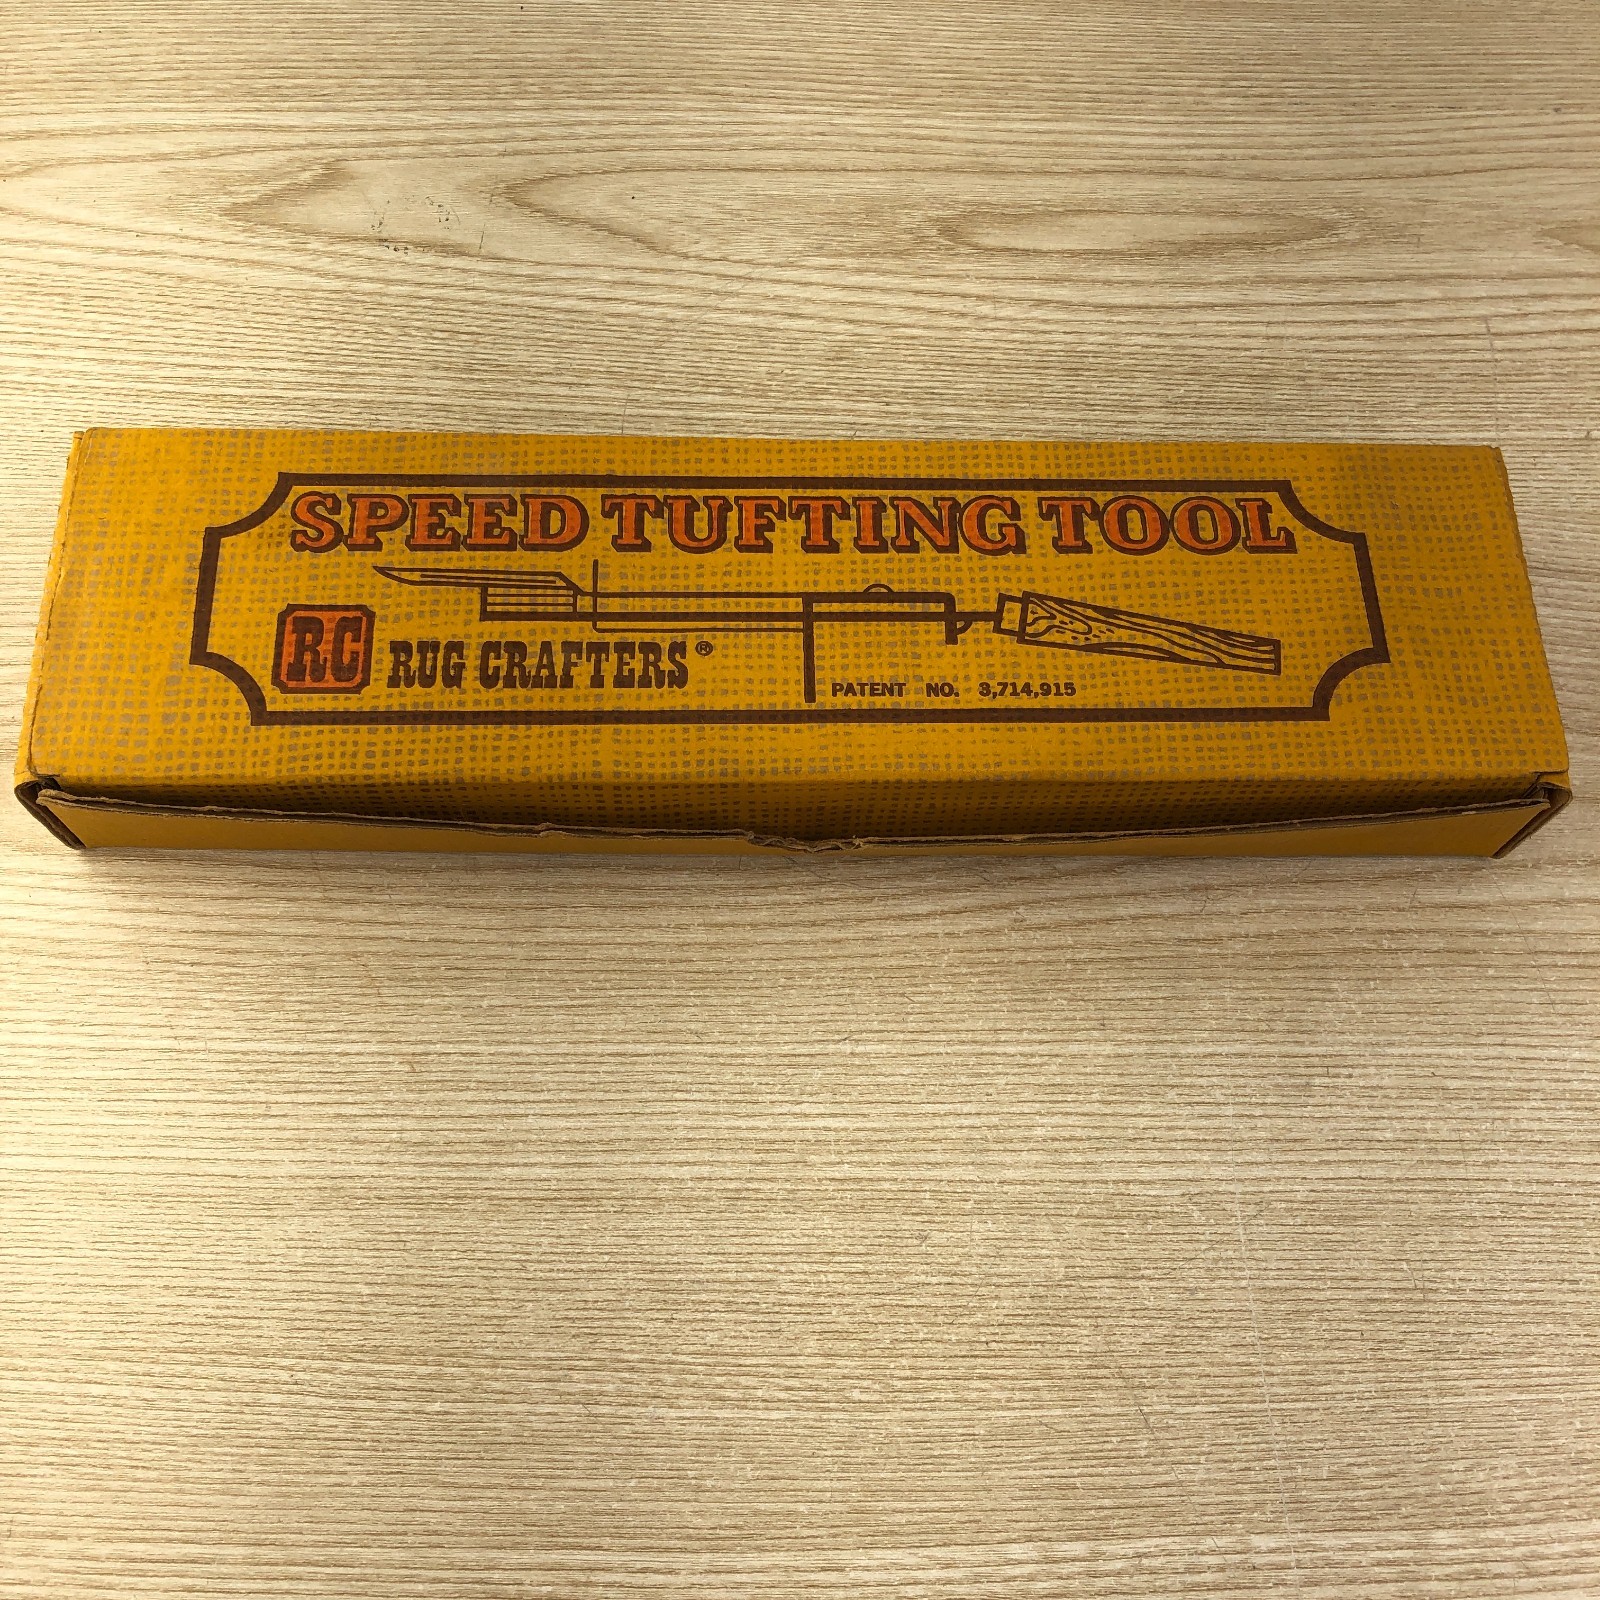 SPEED TUFTING TOOL
RC RUG CRAFTERS®
PATENT NO. 3,714,915